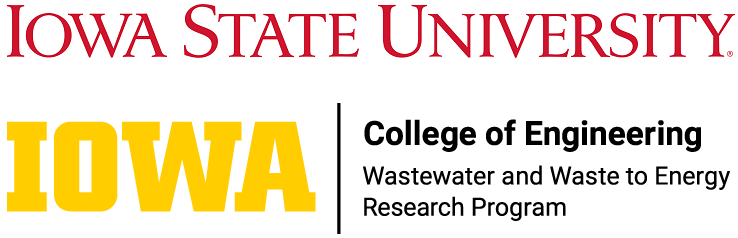 IOWA STATE UNIVERSITY®
IOWA
College of Engineering
Wastewater and Waste to Energy
Research Program